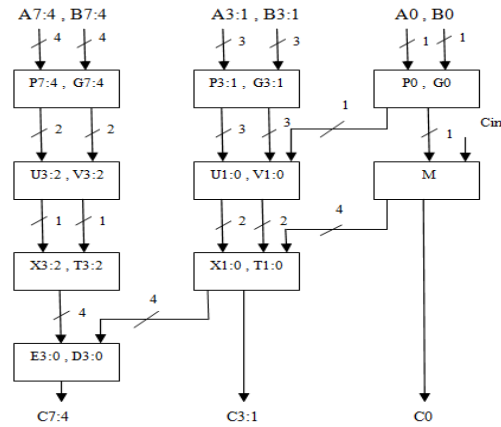 A7:4 , B7:4 A3:1 , B3:1 A0 , B0
4 4 3 3 1 1
P7:4 , G7:4 P3:1 , G3:1 P0 , G0
2 2 3 3 1 1 Cin
U3:2 , V3:2 U1:0 , V1:0 M
1 1 2 2 4
X3:2 , T3:2 X1:0 , T1:0
4 4
E3:0 , D3:0
C7:4 C3:1 C0